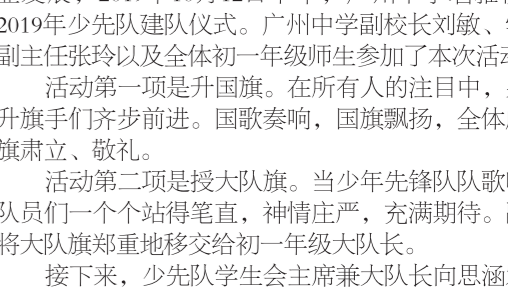 2019年少先队建队仪式。广州中学副校长刘敏、
副主任张玲以及全体初一年级师生参加了本次活动
活动第一项是升国旗。在所有人的注目中，
升旗手们齐步前进。国歌奏响，国旗飘扬，全体
旗肃立、敬礼。
活动第二项是授大队旗。当少年先锋队队歌
队员们一个个站得笔直，神情庄严，充满期待。
将大队旗郑重地移交给初一年级大队长。
接下来，少先队学生会主席兼大队长向思涵